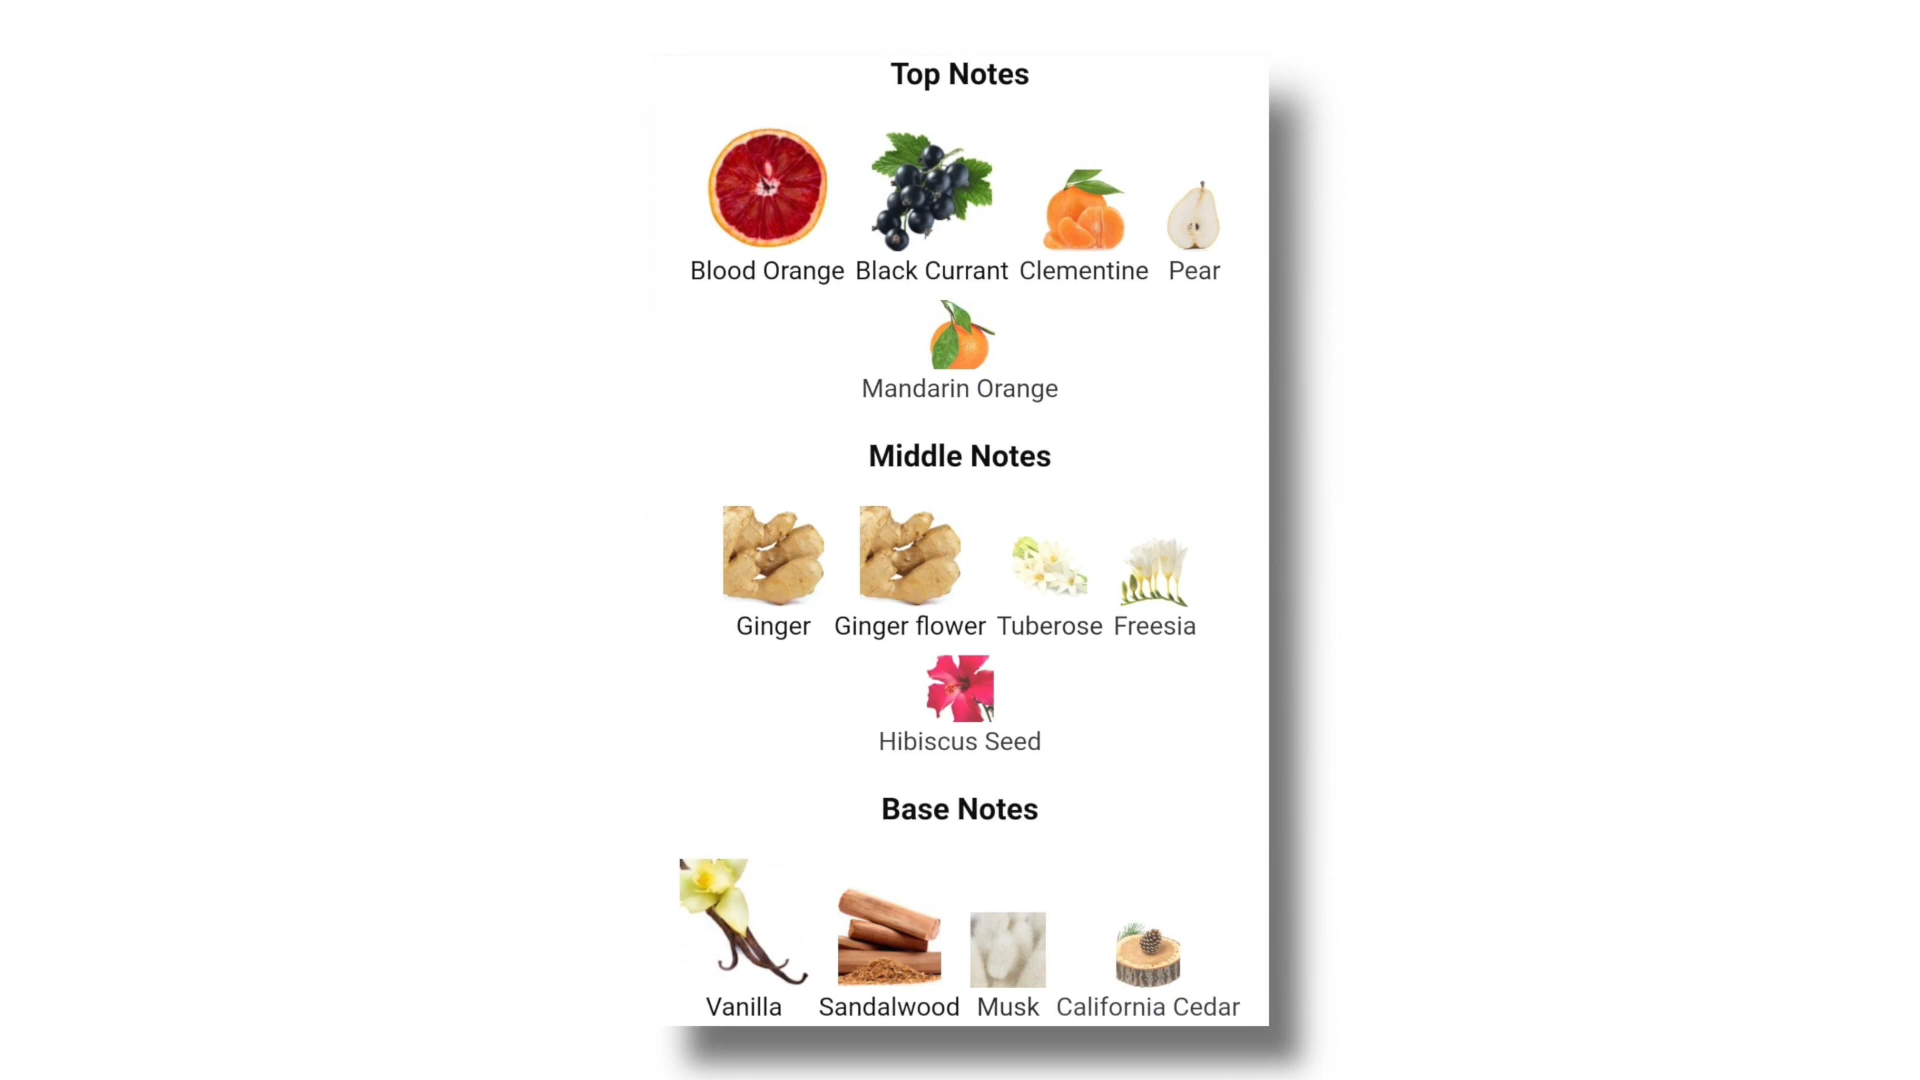 Top Notes
Blood Orange Black Currant Clementine Pear
Mandarin Orange
Middle Notes
Ginger Ginger flower Tuberose Freesia
Hibiscus Seed
Base Notes
Vanilla Sandalwood Musk California Cedar